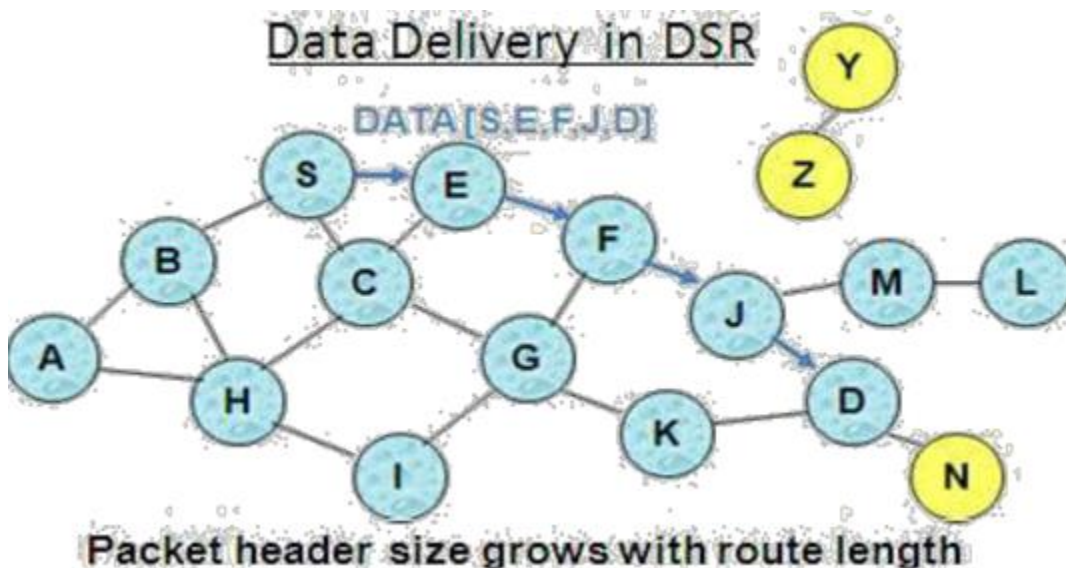 Data Delivery in DSR
Y
DATA [S,E,F,J,D]
S
E
Z
F
B
C
M
L
J
A
G
H
D
K
I
N
Packet header size grows with route length